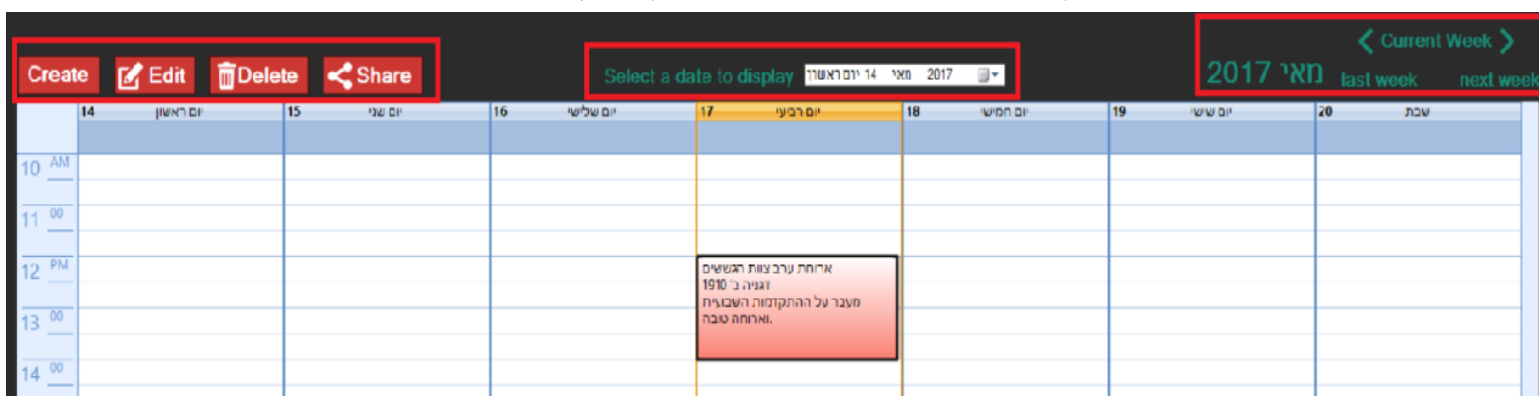 Current Week
Create Edit Delete Share
Select a date to display
14 מאי 2017
מאי 2017
last week next week
14 יום ראשון 15 יום שני 16 יום שלישי 17 יום רביעי 18 יום חמישי 19 יום שישי 20 שבת
10 AM
11 00
12 PM
ארוחת ערב צוות הגששים
דגניה ב' 1910
מעבר על ההתקדמות השבועית
וארוחה טובה.
13 00
14 00